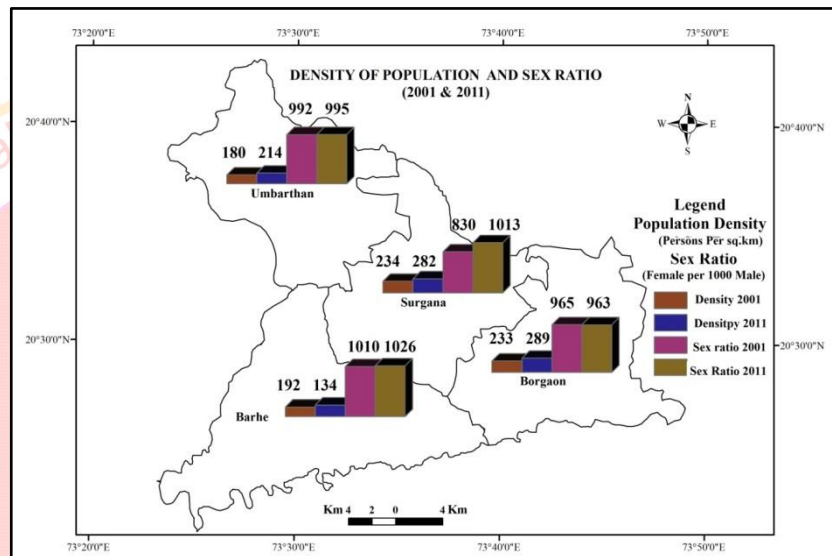 73°20'0"E 73°30'0"E 73°40'0"E 73°50'0"E
DENSITY OF POPULATION AND SEX RATIO
(2001 & 2011)
N
W E
S
20°40'0"N 20°40'0"N
992 995
180 214
Umbarthan
830 1013
234 282
Surgana
965 963
233 289
Borgaon
1010 1026
192 134
Barhe
Legend
Population Density
(Persons Per sq.km)
Sex Ratio
(Female per 1000 Male)
Density 2001
Densitpy 2011
Sex ratio 2001
Sex Ratio 2011
20°30'0"N 20°30'0"N
Km 4 2 0 4 Km
73°20'0"E 73°30'0"E 73°40'0"E 73°50'0"E